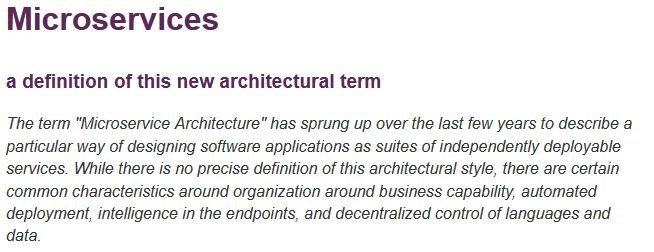 Microservices
a definition of this new architectural term
The term "Microservice Architecture" has sprung up over the last few years to describe a
particular way of designing software applications as suites of independently deployable
services. While there is no precise definition of this architectural style, there are certain
common characteristics around organization around business capability, automated
deployment, intelligence in the endpoints, and decentralized control of languages and
data.